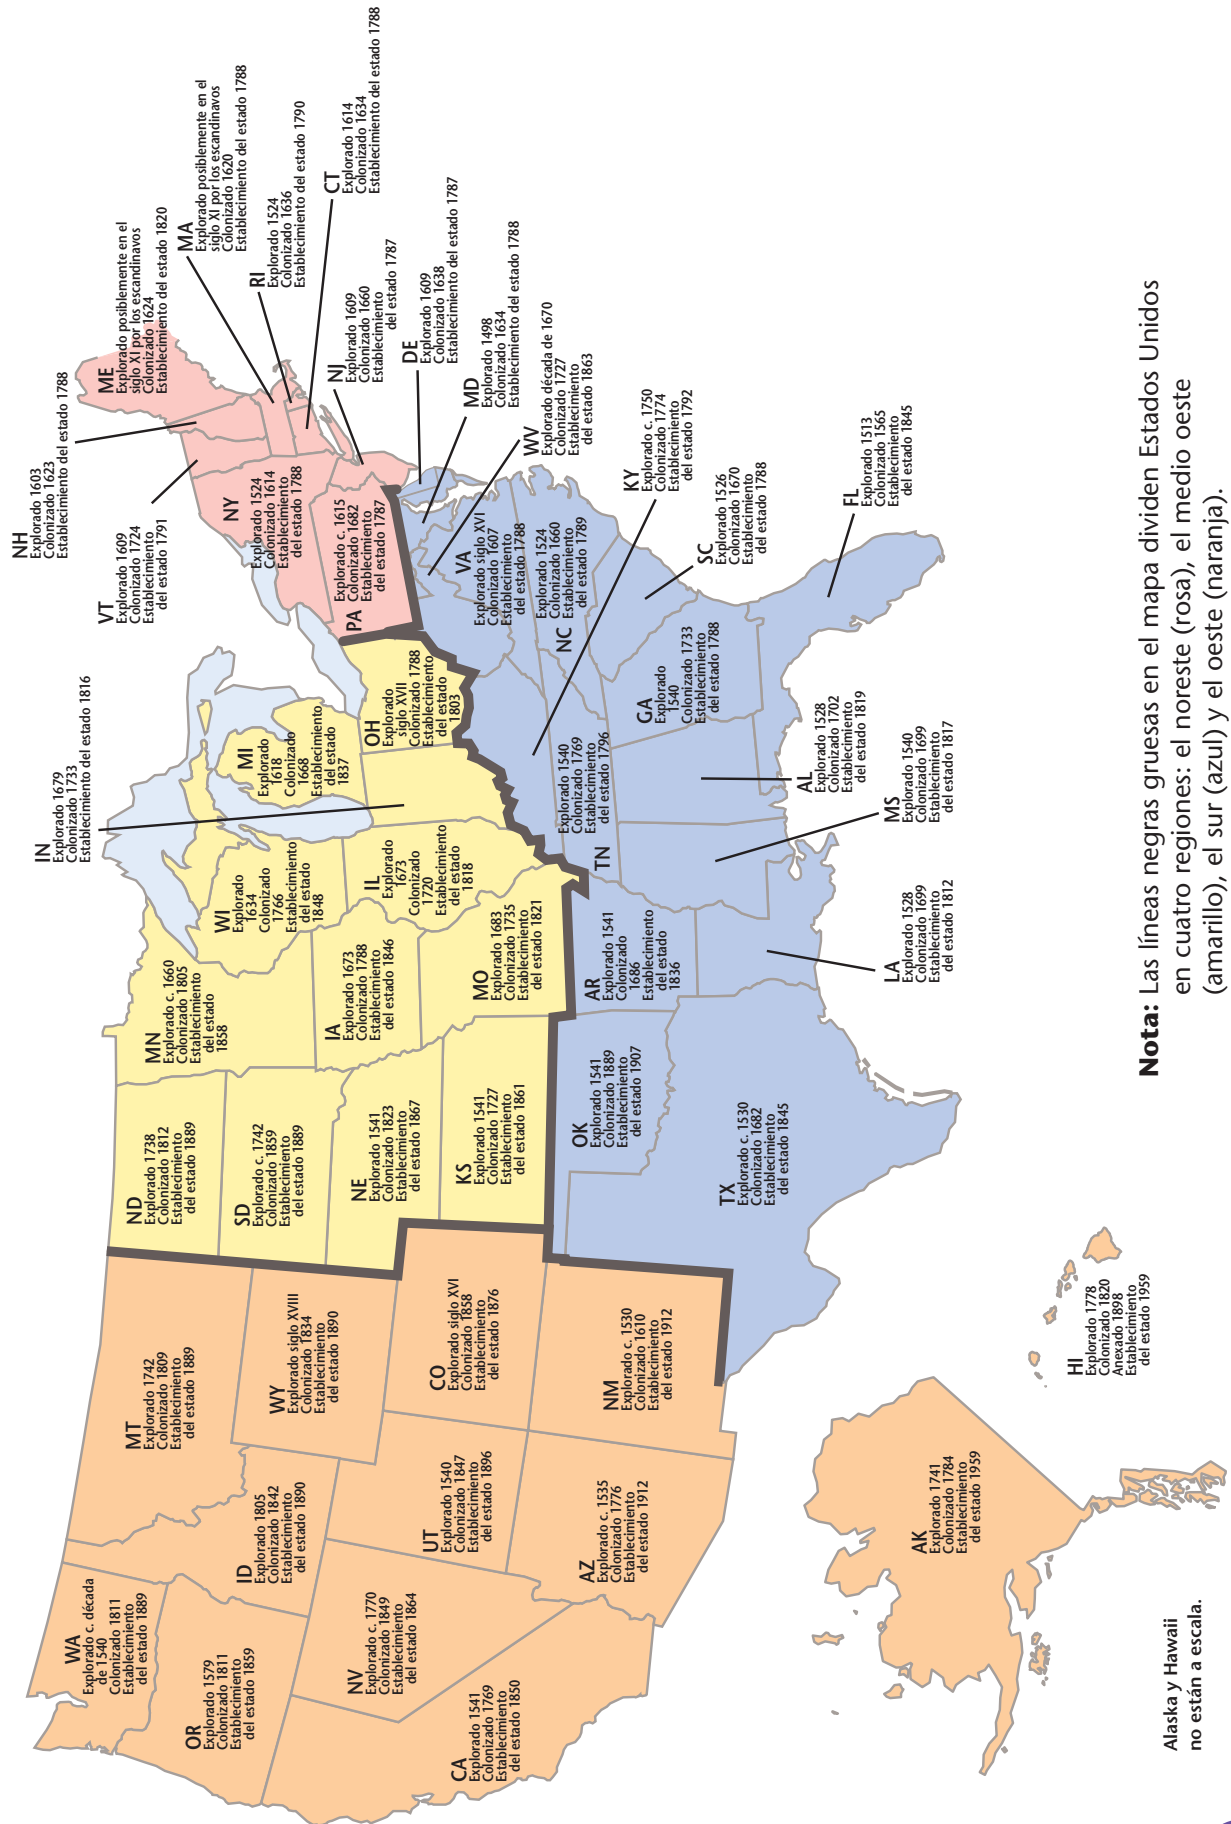 WA
Explorado c. década
de 1540
Colonizado 1811
Establecimiento
del estado 1889
OR
Explorado 1579
Colonizado 1811
Establecimiento
del estado 1859
CA
Explorado 1541
Colonizado 1769
Establecimiento
del estado 1850
NV
Explorado c. 1770
Colonizado 1849
Establecimiento
del estado 1864
ID
Explorado 1805
Colonizado 1842
Establecimiento
del estado 1890
MT
Explorado 1742
Colonizado 1809
Establecimiento
del estado 1889
WY
Explorado siglo XVIII
Colonizado 1834
Establecimiento
del estado 1890
UT
Explorado 1540
Colonizado 1847
Establecimiento
del estado 1896
CO
Explorado siglo XVI
Colonizado 1858
Establecimiento
del estado 1876
AZ
Explorado c. 1535
Colonizado 1776
Establecimiento
del estado 1912
NM
Explorado c. 1530
Colonizado 1610
Establecimiento
del estado 1912
AK
Explorado 1741
Colonizado 1784
Establecimiento
del estado 1959
HI
Explorado 1778
Colonizado 1820
Anexado 1898
Establecimiento
del estado 1959
Alaska y Hawaii
no están a escala.
ND
Explorado 1738
Colonizado 1812
Establecimiento
del estado 1889
SD
Explorado c. 1742
Colonizado 1859
Establecimiento
del estado 1889
NE
Explorado 1541
Colonizado 1823
Establecimiento
del estado 1867
KS
Explorado 1541
Colonizado 1727
Establecimiento
del estado 1861
MN
Explorado c. 1660
Colonizado 1805
Establecimiento
del estado
1858
IA
Explorado 1673
Colonizado 1788
Establecimiento
del estado 1846
MO
Explorado 1683
Colonizado 1735
Establecimiento
del estado 1821
WI
Explorado
1634
Colonizado
1766
Establecimiento
del estado
1848
IL
Explorado
1673
Colonizado
1720
Establecimiento
del estado
1818
IN
Explorado 1679
Colonizado 1733
Establecimiento del estado 1816
MI
Explorado
1618
Colonizado
1668
Establecimiento
del estado
1837
OH
Explorado
siglo XVII
Colonizado 1788
Establecimiento
del estado
1803
OK
Explorado 1541
Colonizado 1889
Establecimiento
del estado 1907
TX
Explorado c. 1530
Colonizado 1682
Establecimiento
del estado 1845
AR
Explorado 1541
Colonizado
1686
Establecimiento
del estado
1836
LA
Explorado 1528
Colonizado 1699
Establecimiento
del estado 1812
MS
Explorado 1540
Colonizado 1699
Establecimiento
del estado 1817
AL
Explorado 1528
Colonizado 1702
Establecimiento
del estado 1819
TN
Explorado 1540
Colonizado 1769
Establecimiento
del estado 1796
KY
Explorado c. 1750
Colonizado 1774
Establecimiento
del estado 1792
GA
Explorado
1540
Colonizado 1733
Establecimiento
del estado 1788
FL
Explorado 1513
Colonizado 1565
Establecimiento
del estado 1845
SC
Explorado 1526
Colonizado 1670
Establecimiento
del estado 1788
NC
Explorado 1524
Colonizado 1660
Establecimiento
del estado 1789
VA
Explorado siglo XVI
Colonizado 1607
Establecimiento
del estado 1788
WV
Explorado década de 1670
Colonizado 1727
Establecimiento
del estado 1863
MD
Explorado 1498
Colonizado 1634
Establecimiento del estado 1788
DE
Explorado 1609
Colonizado 1638
Establecimiento del estado 1787
NJ
Explorado 1609
Colonizado 1660
Establecimiento
del estado 1787
PA
Explorado c. 1615
Colonizado 1682
Establecimiento
del estado 1787
NY
Explorado 1524
Colonizado 1614
Establecimiento
del estado 1788
VT
Explorado 1609
Colonizado 1724
Establecimiento
del estado 1791
NH
Explorado 1603
Colonizado 1623
Establecimiento del estado 1788
ME
Explorado posiblemente en el
siglo XI por los escandinavos
Colonizado 1624
Establecimiento del estado 1820
MA
Explorado posiblemente en el
siglo XI por los escandinavos
Colonizado 1620
Establecimiento del estado 1788
RI
Explorado 1524
Colonizado 1636
Establecimiento del estado 1790
CT
Explorado 1614
Colonizado 1634
Establecimiento del estado 1788
Nota: Las líneas negras gruesas en el mapa dividen Estados Unidos
en cuatro regiones: el noreste (rosa), el medio oeste
(amarillo), el sur (azul) y el oeste (naranja).